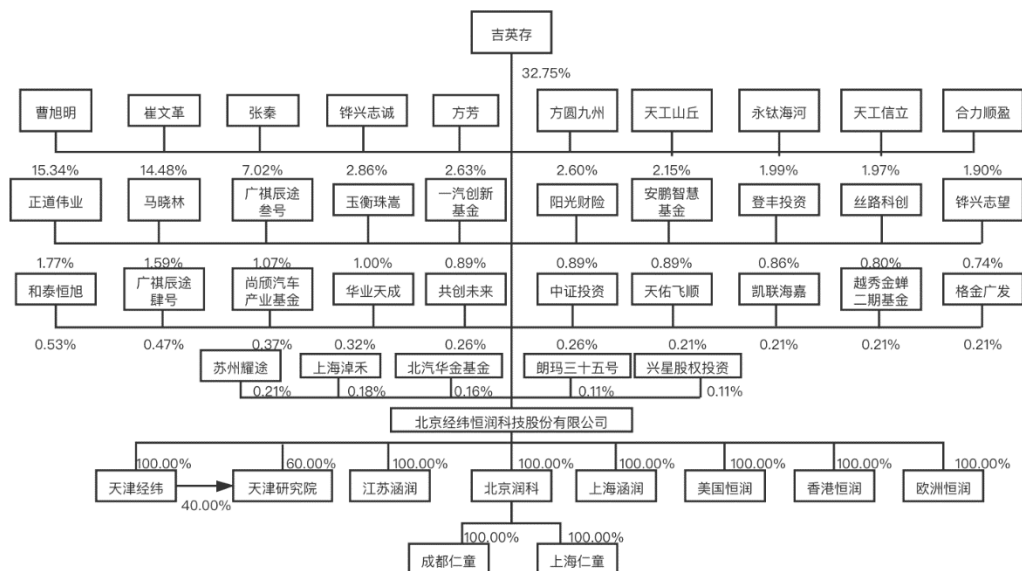 吉英存
32.75%
曹旭明 崔文革 张秦 铧兴志诚 方芳 方圆九州 天工山丘 永钛海河 天工信立 合力顺盈
15.34% 14.48% 7.02% 2.86% 2.63% 2.60% 2.15% 1.99% 1.97% 1.90%
正道伟业 马晓林 广祺辰途 玉衡珠嵩 一汽创新 阳光财险 安鹏智慧 登丰投资 丝路科创 铧兴志望
叁号 基金 基金
1.77% 1.59% 1.07% 1.00% 0.89% 0.89% 0.89% 0.86% 0.80% 0.74%
和泰恒旭 广祺辰途 尚颀汽车 华业天成 共创未来 中证投资 天佑飞顺 凯联海嘉 越秀金蝉 格金广发
肆号 产业基金 二期基金
0.53% 0.47% 0.37% 0.32% 0.26% 0.26% 0.21% 0.21% 0.21% 0.21%
苏州耀途 上海淖禾 北汽华金基金 朗玛三十五号 兴星股权投资
0.21% 0.18% 0.16% 0.11% 0.11%
北京经纬恒润科技股份有限公司
100.00% 60.00% 100.00% 100.00% 100.00% 100.00% 100.00% 100.00%
天津经纬 天津研究院 江苏涵润 北京润科 上海涵润 美国恒润 香港恒润 欧洲恒润
40.00%
100.00% 100.00%
成都仁童 上海仁童